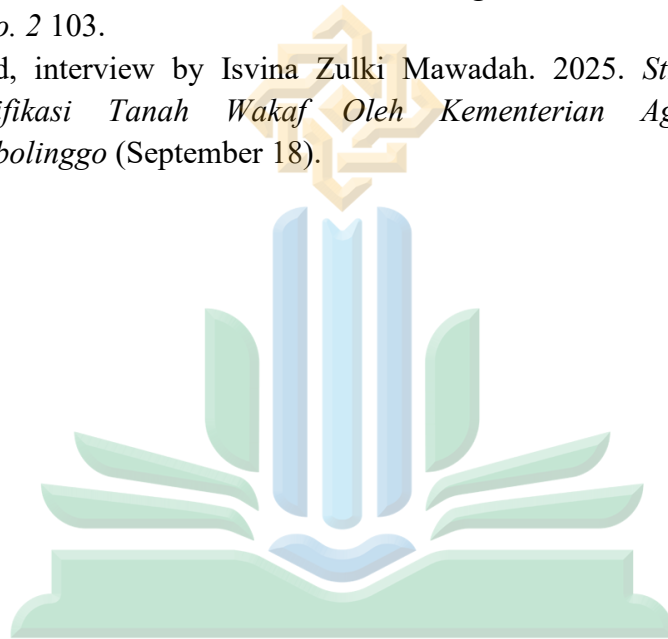 o. 2 103.
d, interview by Isvina Zulki Mawadah. 2025. St
ifikasi Tanah Wakaf Oleh Kementerian Ag
bolinggo (September 18).